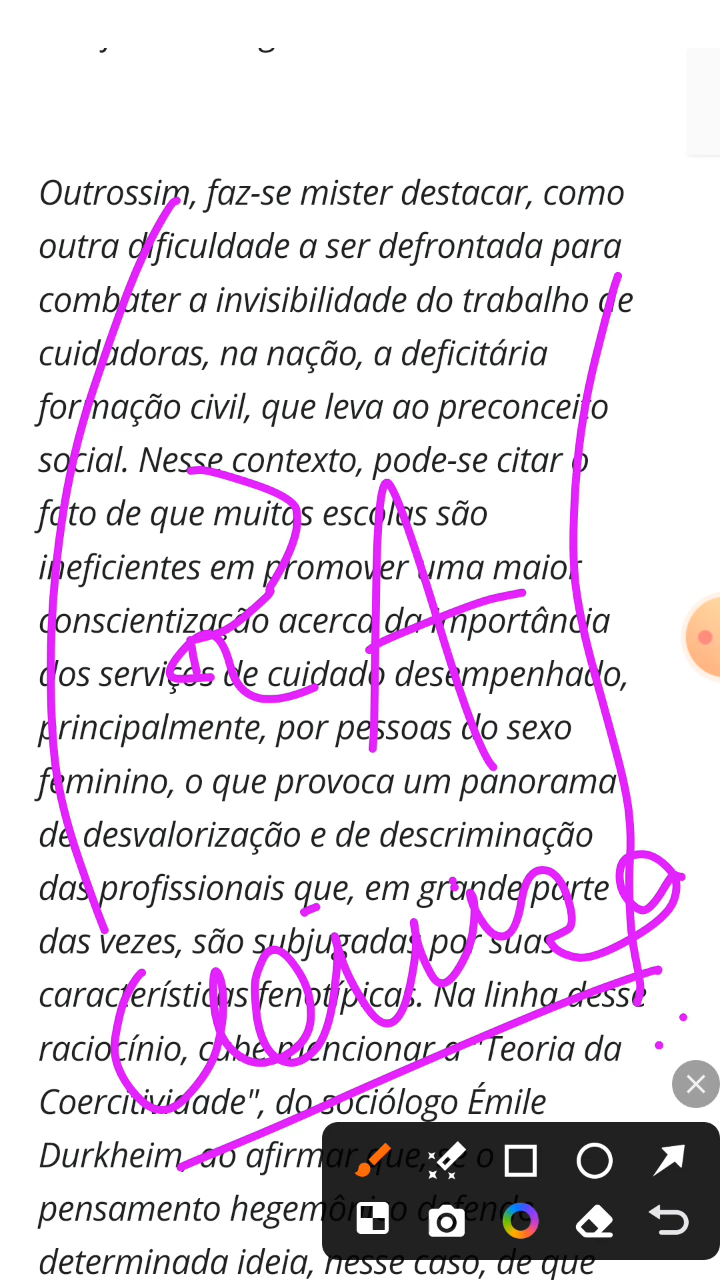 Outrossim, faz-se mister destacar, como
outra dificuldade a ser defrontada para
combater a invisibilidade do trabalho de
cuidadoras, na nação, a deficitária
formação civil, que leva ao preconceito
social. Nesse contexto, pode-se citar o
fato de que muitas escolas são
ineficientes em promover uma maior
conscientização acerca da importância
dos serviços de cuidado desempenhado,
principalmente, por pessoas do sexo
feminino, o que provoca um panorama
de desvalorização e de descriminação
das profissionais que, em grande parte
das vezes, são subjugadas por suas
características fenotípicas. Na linha desse
raciocínio, cabe mencionar a "Teoria da
Coercitividade", do sociólogo Émile
Durkheim, ao afirmar que, se o
pensamento hegemônico defende
determinada ideia, nesse caso, de que
2A